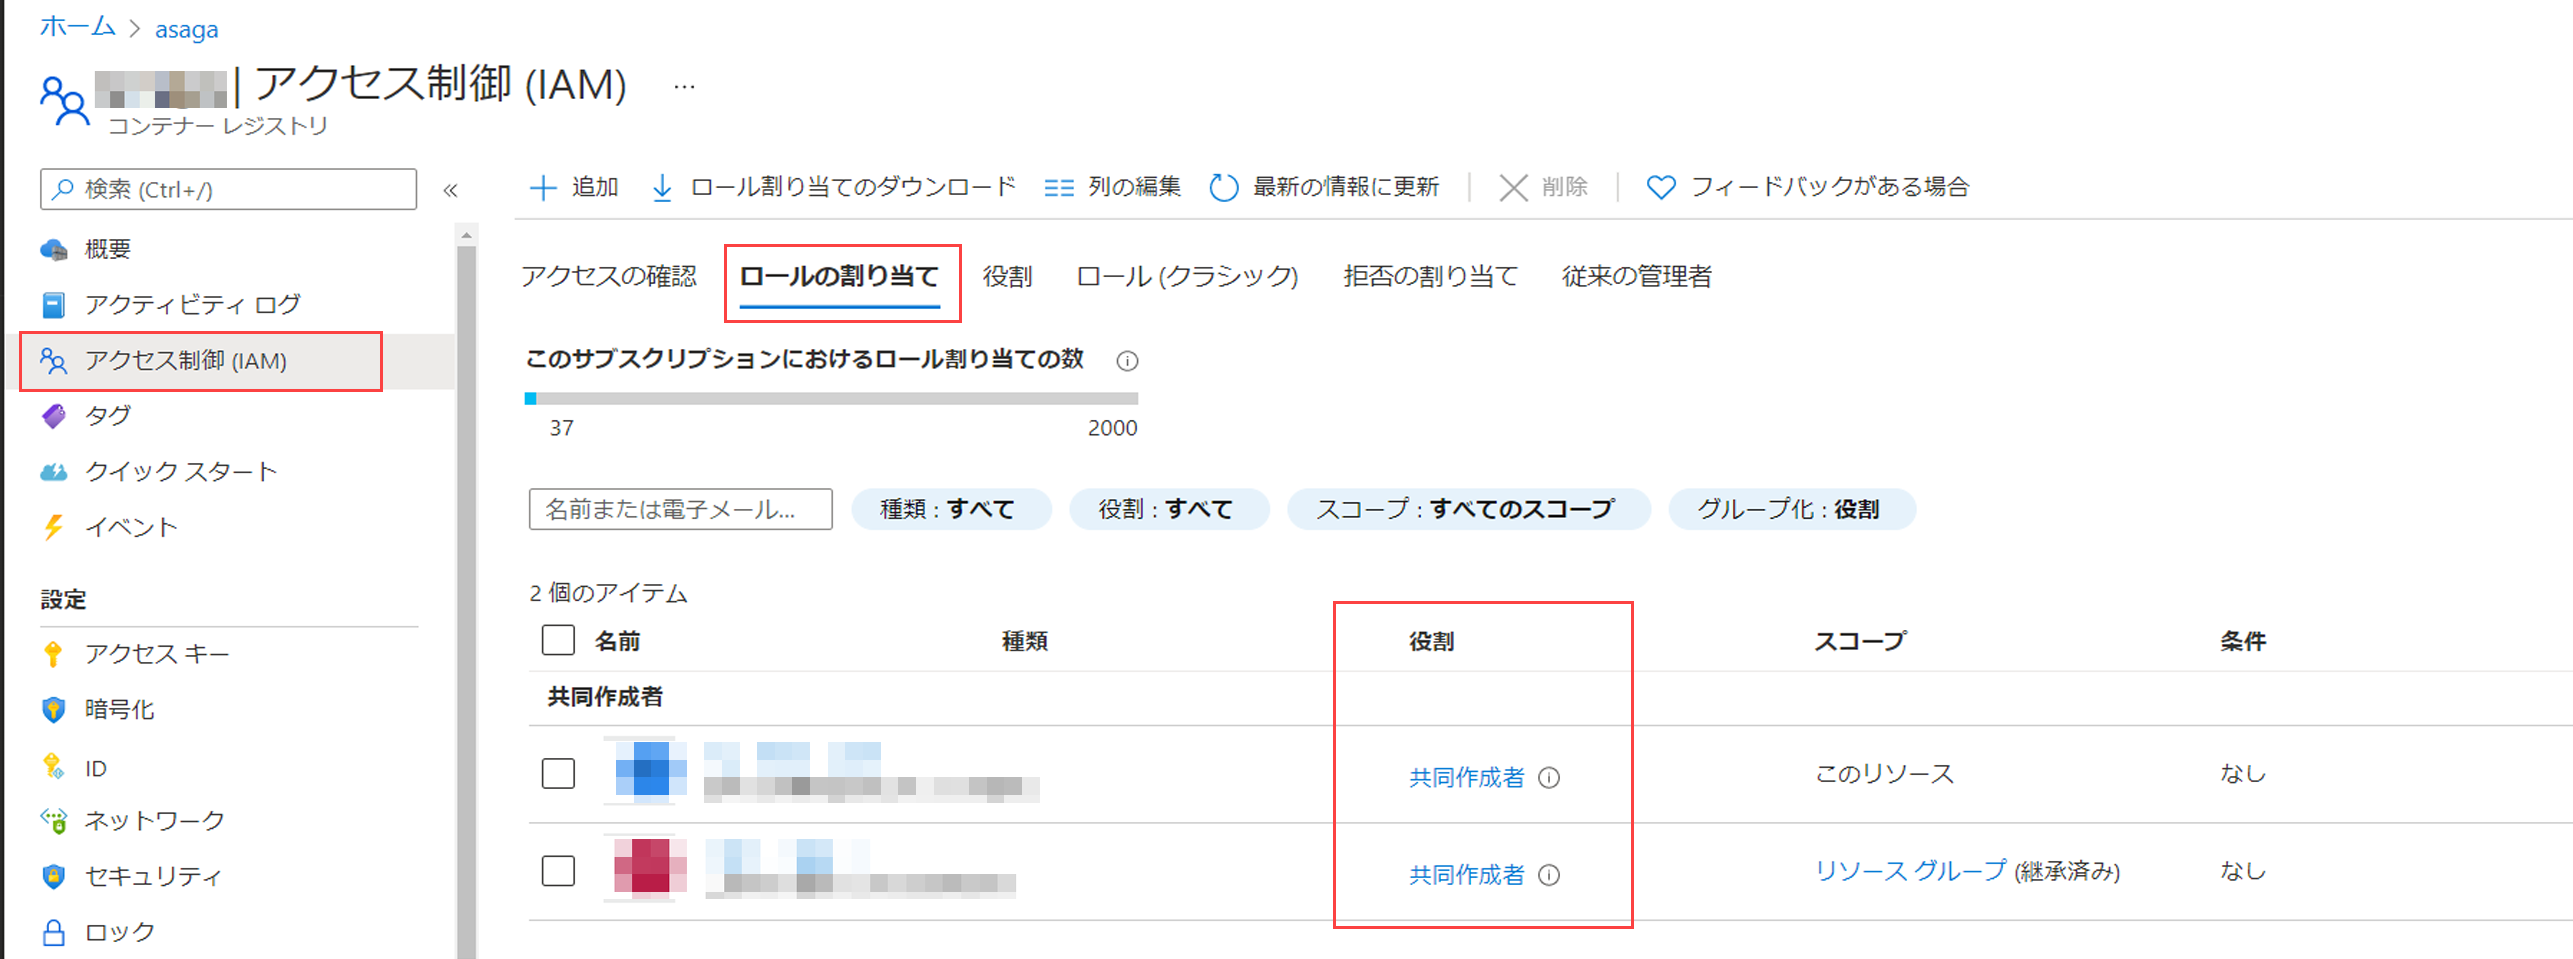 ホーム > asaga
| アクセス制御 (IAM) ...
コンテナー レジストリ
検索 (Ctrl+/)
«
概要
アクティビティ ログ
アクセス制御 (IAM)
タグ
クイック スタート
イベント
設定
アクセス キー
暗号化
ID
ネットワーク
セキュリティ
ロック
追加 ロール割り当てのダウンロード 列の編集 最新の情報に更新 | 削除 | フィードバックがある場合
アクセスの確認 ロールの割り当て 役割 ロール (クラシック) 拒否の割り当て 従来の管理者
このサブスクリプションにおけるロール割り当ての数
37 2000
名前または電子メール... 種類 : すべて 役割 : すべて スコープ : すべてのスコープ グループ化 : 役割
2 個のアイテム
名前 種類 役割 スコープ 条件
共同作成者
共同作成者 このリソース なし
共同作成者 リソース グループ (継承済み) なし